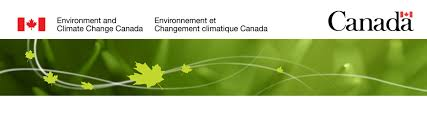 Environment and
Climate Change Canada
Environnement et
Changement climatique Canada
Canada